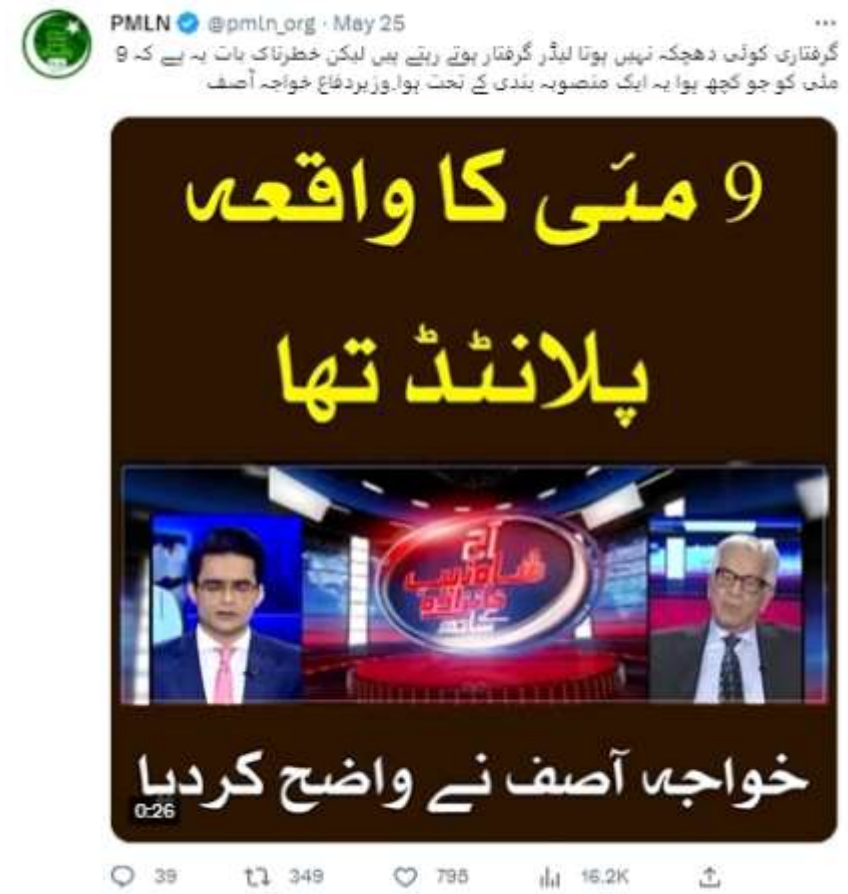 PMLN @pmln_org · May 25
گرفتاری کوئی دھچکہ نہیں ہوتا لیڈر گرفتار ہوتے رہتے ہیں لیکن خطرناک بات یہ ہے کہ 9
مئی کو جو کچھ ہوا یہ ایک منصوبہ بندی کے تحت ہوا۔وزیردفاع خواجہ آصف
9 مئی کا واقعہ
پلانٹڈ تھا
آج
شاہزیب
خانزادہ
کے ساتھ
خواجہ آصف نے واضح کردیا
0:26
39 349 795 16.2K